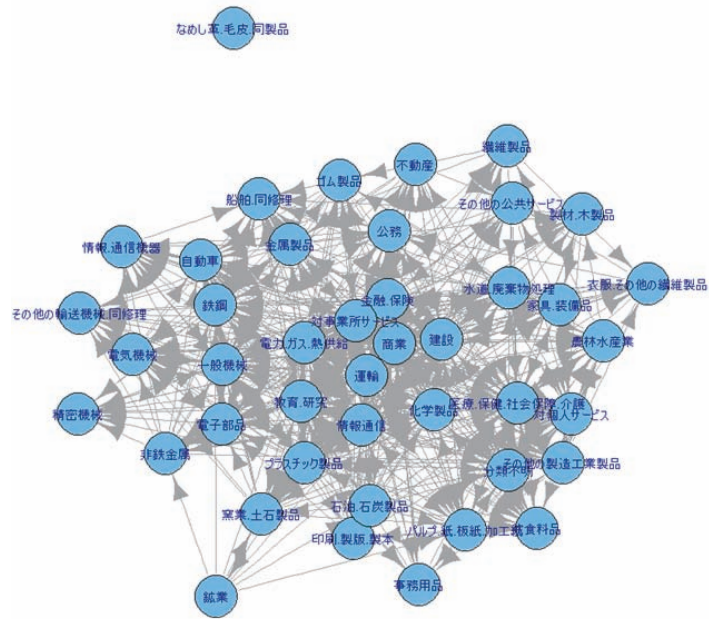 なめし革.毛皮.同製品
繊維製品
不動産
ゴム製品
船舶.同修理
その他の公共サービス
製材.木製品
公務
金属製品
情報.通信機器
自動車
水道.廃棄物処理
衣服.その他の繊維製品
金融.保険
家具.装備品
鉄鋼
その他の輸送機械.同修理
対事業所サービス
建設
商業
電力.ガス.熱供給
農林水産業
電気機械
一般機械
運輸
教育.研究
化学製品
医療.保健.社会保障.介護
対個人サービス
精密機械
電子部品
情報通信
非鉄金属
プラスチック製品
分類不明
その他の製造工業製品
石油.石炭製品
窯業.土石製品
パルプ.紙.板紙.加工紙
飲食料品
印刷.製版.製本
事務用品
鉱業